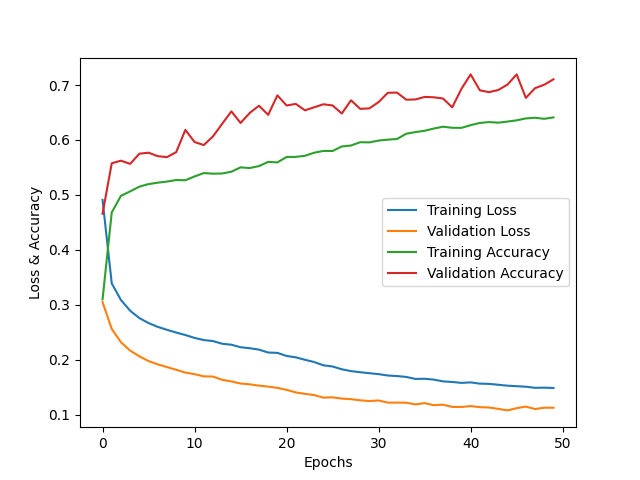 0.7
0.6
0.5
0.4
0.3
0.2
0.1
Loss & Accuracy
Training Loss
Validation Loss
Training Accuracy
Validation Accuracy
0 10 20 30 40 50
Epochs